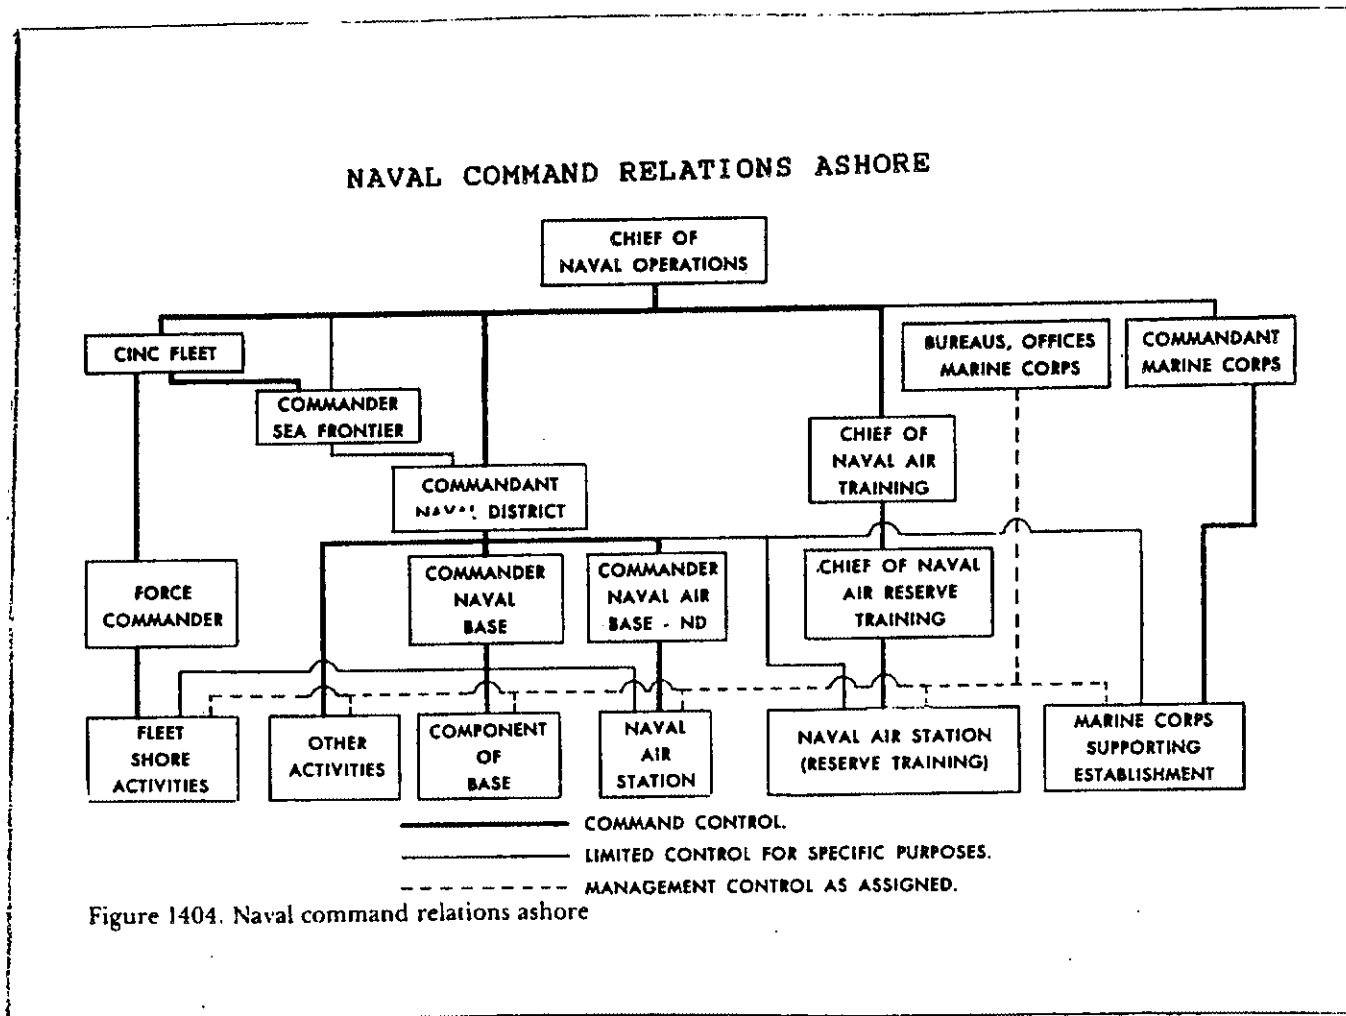 NAVAL COMMAND RELATIONS ASHORE
CHIEF OF
NAVAL OPERATIONS
CINC FLEET
COMMANDER
SEA FRONTIER
COMMANDANT
NAVAL DISTRICT
CHIEF OF
NAVAL AIR
TRAINING
BUREAUS, OFFICES
MARINE CORPS
COMMANDANT
MARINE CORPS
FORCE
COMMANDER
COMMANDER
NAVAL
BASE
COMMANDER
NAVAL AIR
BASE - ND
CHIEF OF NAVAL
AIR RESERVE
TRAINING
FLEET
SHORE
ACTIVITIES
OTHER
ACTIVITIES
COMPONENT
OF
BASE
NAVAL
AIR
STATION
NAVAL AIR STATION
(RESERVE TRAINING)
MARINE CORPS
SUPPORTING
ESTABLISHMENT
COMMAND CONTROL.
LIMITED CONTROL FOR SPECIFIC PURPOSES.
MANAGEMENT CONTROL AS ASSIGNED.
Figure 1404. Naval command relations ashore